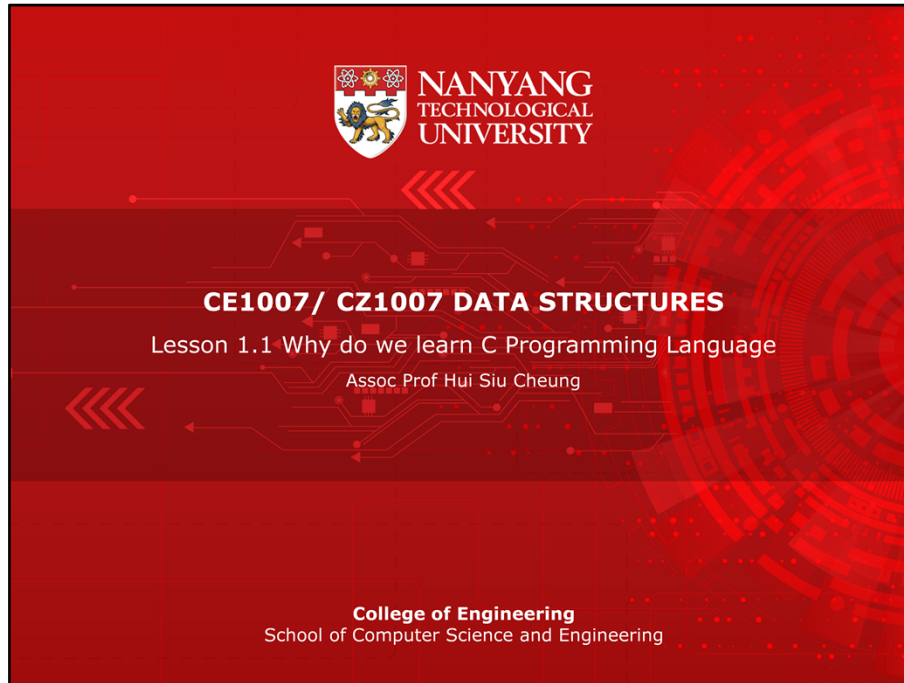 NANYANG
TECHNOLOGICAL
UNIVERSITY
CE1007/ CZ1007 DATA STRUCTURES
Lesson 1.1 Why do we learn C Programming Language
Assoc Prof Hui Siu Cheung
College of Engineering
School of Computer Science and Engineering